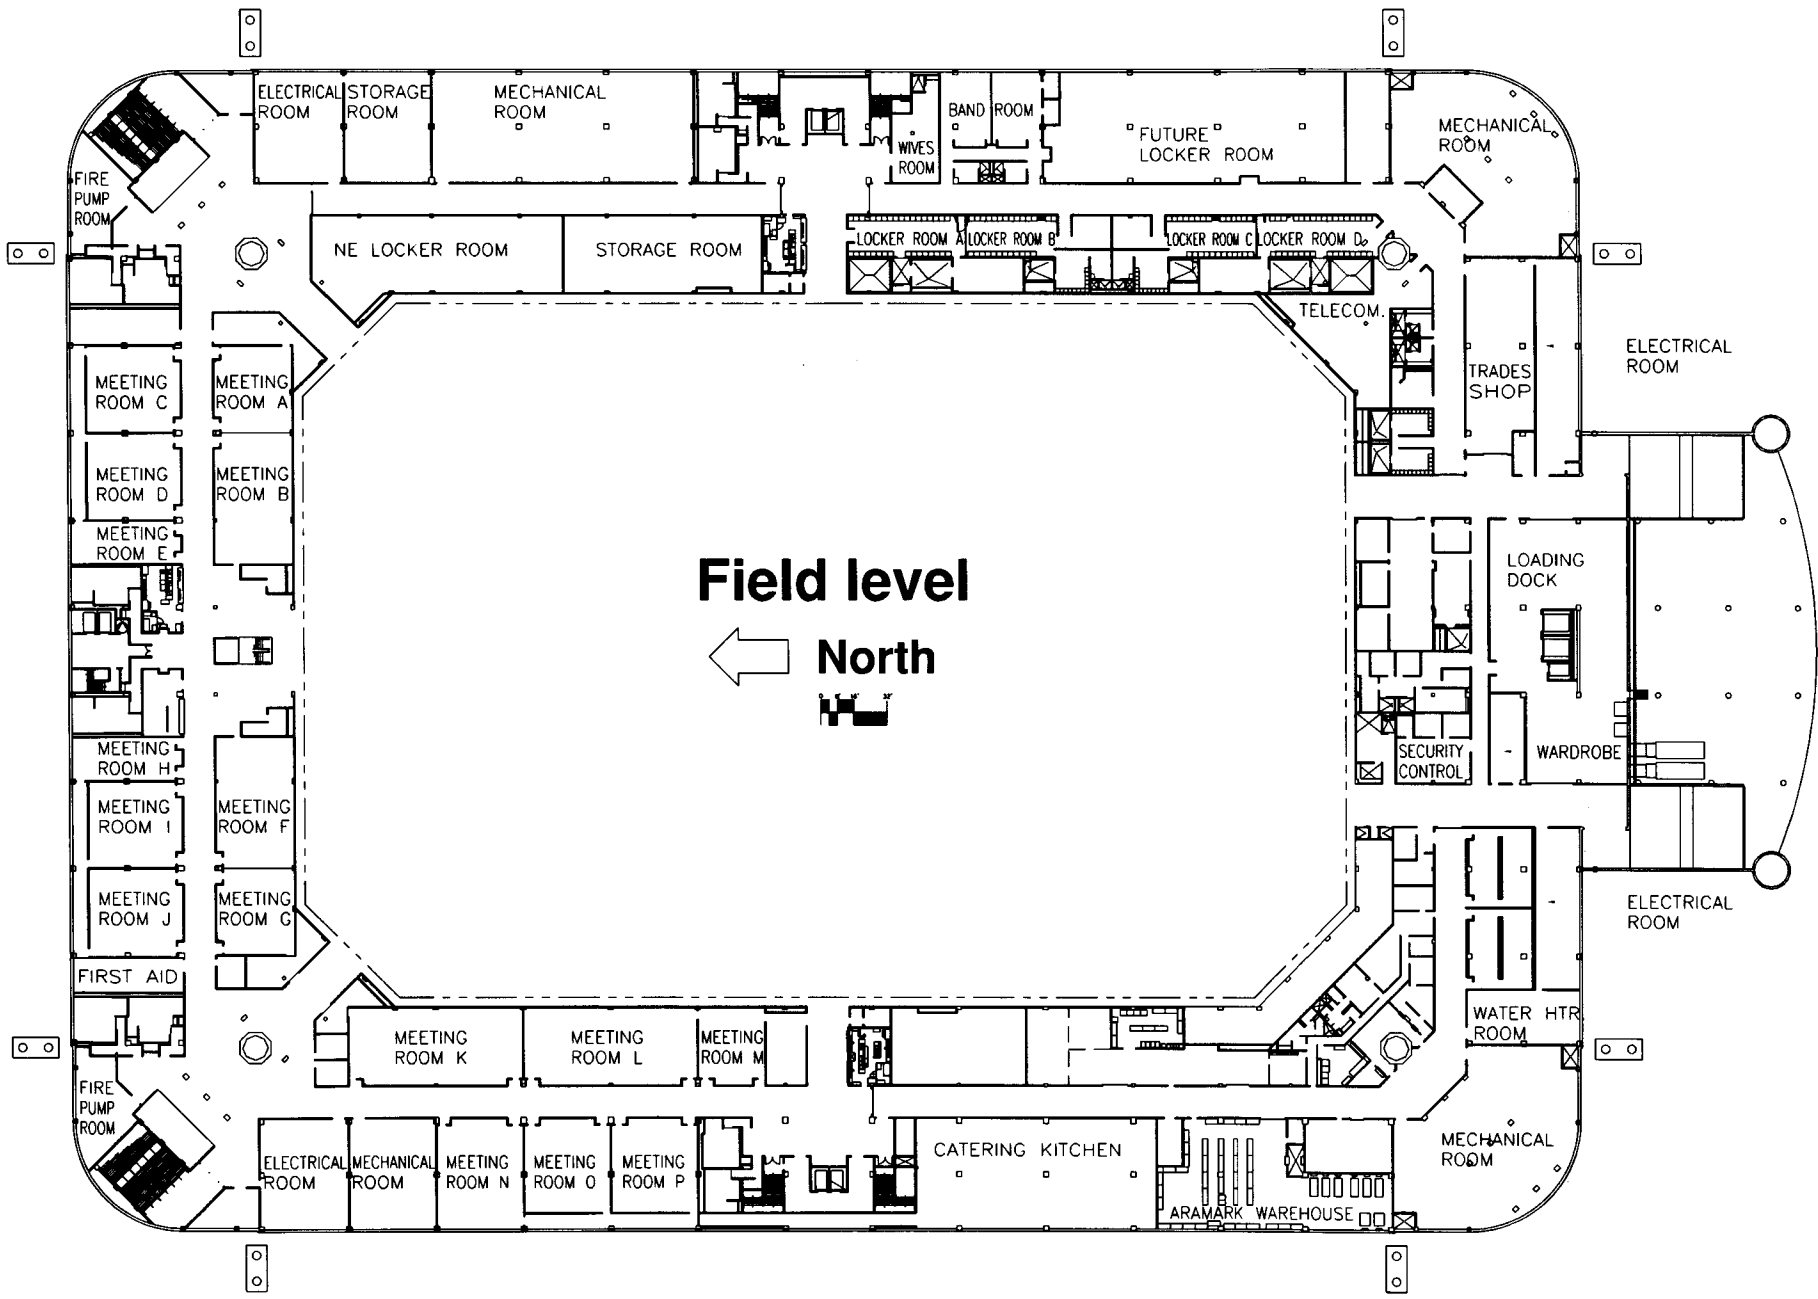 ELECTRICAL
ROOM
STORAGE
ROOM
MECHANICAL
ROOM
WIVES
ROOM
BAND ROOM
FUTURE
LOCKER ROOM
MECHANICAL
ROOM
FIRE
PUMP
ROOM
NE LOCKER ROOM
STORAGE ROOM
LOCKER ROOM A
LOCKER ROOM B
LOCKER ROOM C
LOCKER ROOM D
TELECOM.
ELECTRICAL
ROOM
TRADES
SHOP
MEETING
ROOM C
MEETING
ROOM A
MEETING
ROOM D
MEETING
ROOM B
MEETING
ROOM E
Field level
North
0 8' 16' 32'
LOADING
DOCK
SECURITY
CONTROL
WARDROBE
MEETING
ROOM H
MEETING
ROOM I
MEETING
ROOM F
MEETING
ROOM J
MEETING
ROOM G
FIRST AID
ELECTRICAL
ROOM
WATER HTR
ROOM
MEETING
ROOM K
MEETING
ROOM L
MEETING
ROOM M
FIRE
PUMP
ROOM
ELECTRICAL
ROOM
MECHANICAL
ROOM
MEETING
ROOM N
MEETING
ROOM O
MEETING
ROOM P
CATERING KITCHEN
ARAMARK WAREHOUSE
MECHANICAL
ROOM